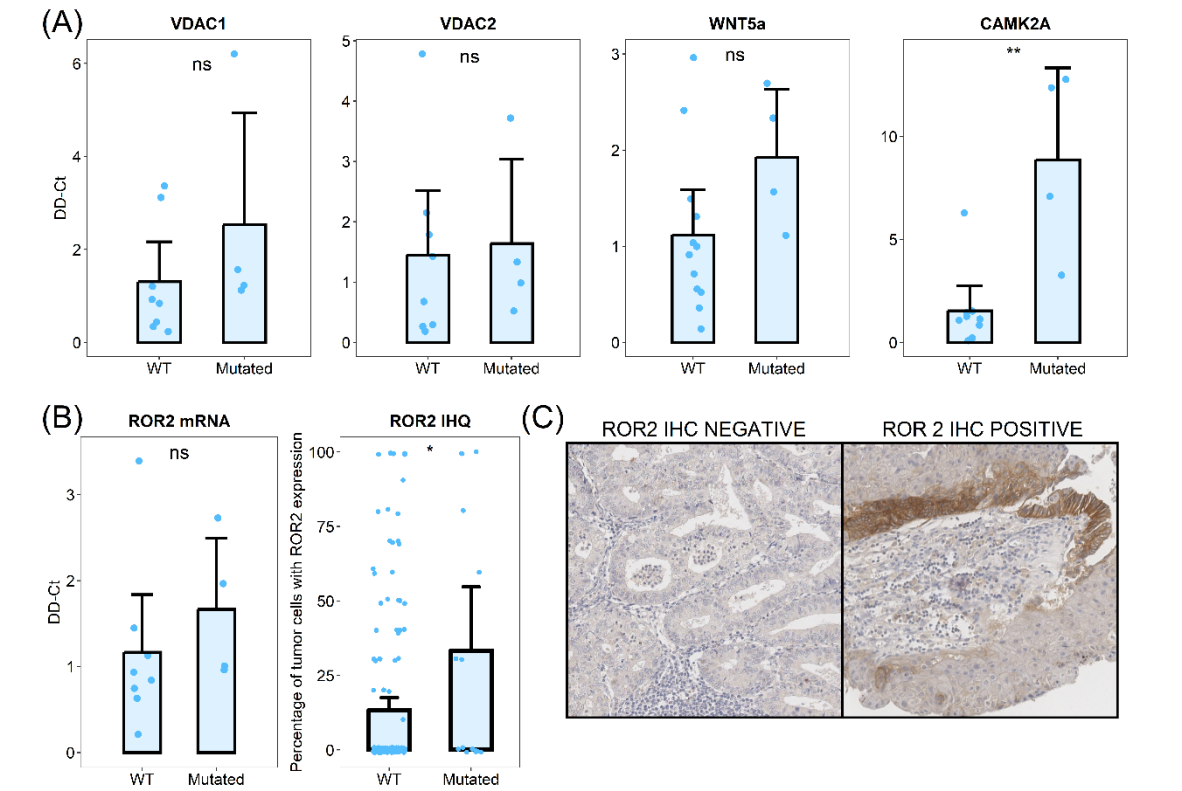 (A)
VDAC1
VDAC2
WNT5a
CAMK2A
DD-Ct
6
4
2
0
ns
WT
Mutated
5
4
3
2
1
0
ns
WT
Mutated
3
2
1
0
ns
WT
Mutated
10
5
0
**
WT
Mutated
(B)
ROR2 mRNA
ROR2 IHQ
(C)
DD-Ct
3
2
1
0
ns
WT
Mutated
Percentage of tumor cells with ROR2 expression
100
75
50
25
0
*
WT
Mutated
ROR2 IHC NEGATIVE
ROR 2 IHC POSITIVE